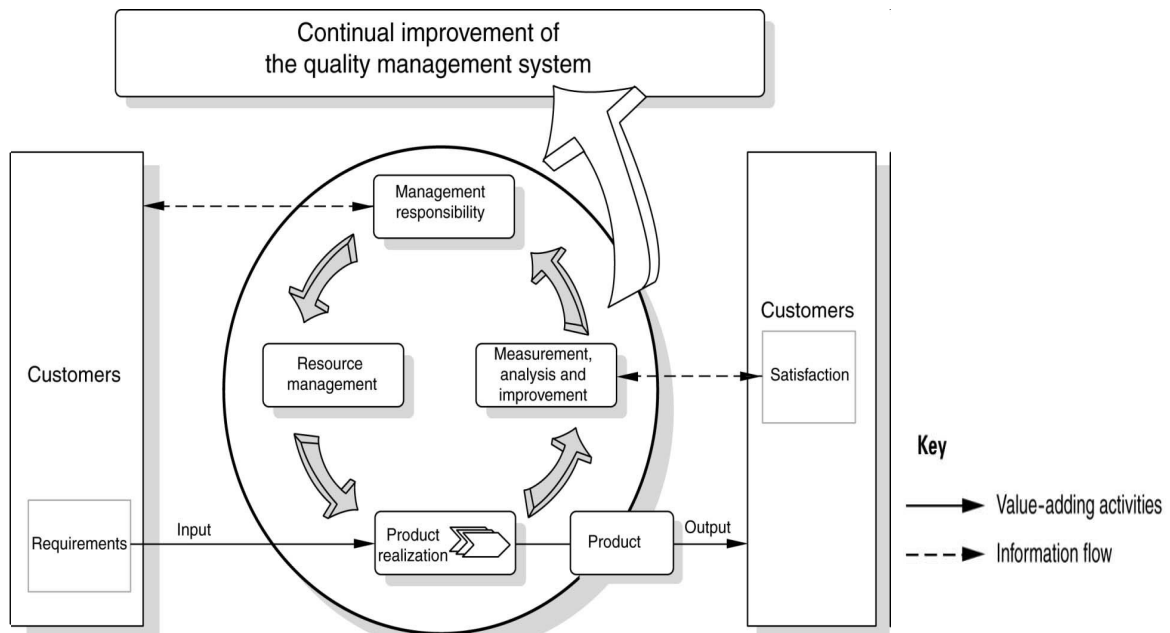 Continual improvement of
the quality management system
Management
responsibility
Customers
Resource
management
Measurement,
analysis and
improvement
Customers
Satisfaction
Requirements
Input
Product
realization
Product
Output
Key
Value-adding activities
Information flow